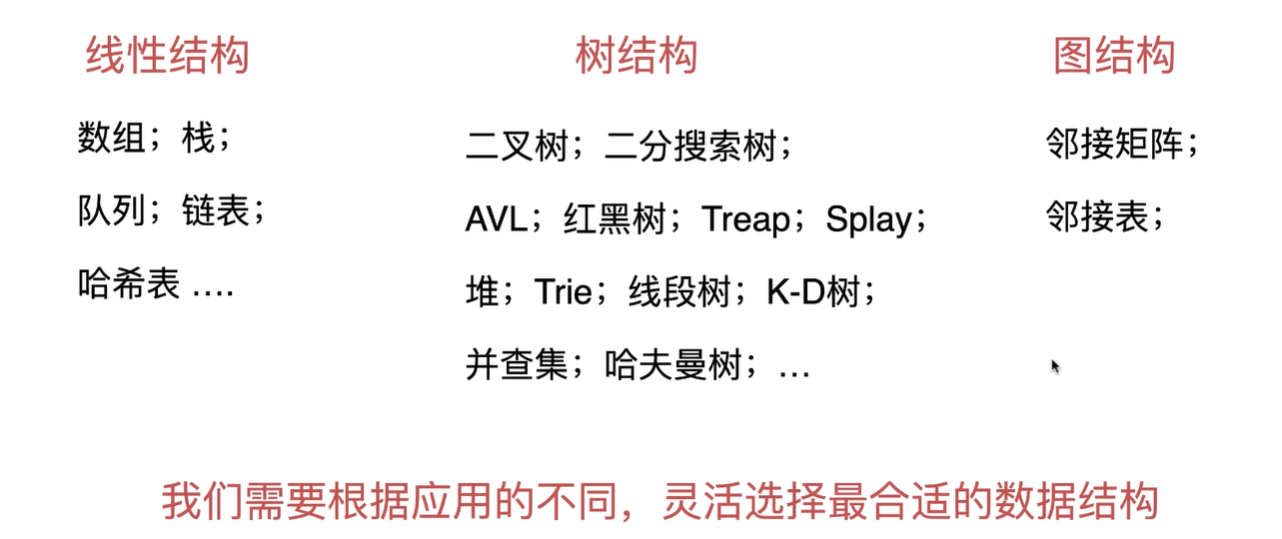 线性结构
数组；栈；
队列；链表；
哈希表 ....
树结构
二叉树；二分搜索树；
AVL；红黑树；Treap；Splay；
堆；Trie；线段树；K-D树；
并查集；哈夫曼树；...
图结构
邻接矩阵；
邻接表；
我们需要根据应用的不同，灵活选择最合适的数据结构